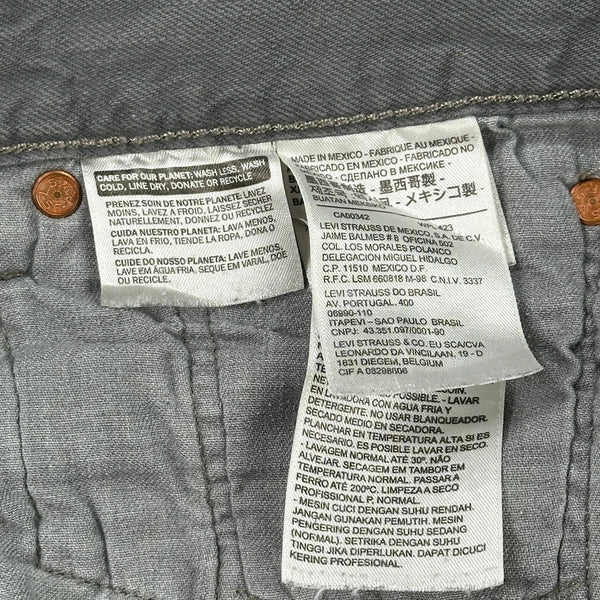 CARE FOR OUR PLANET: WASH LESS, WASH
COLD, LINE DRY, DONATE OR RECYCLE
PRENEZ SOIN DE NOTRE PLANETE: LAVEZ
MOINS, LAVEZ A FROID, LAISSEZ SECHER
NATURELLEMENT, DONNEZ OU RECYCLEZ
CUIDA NUESTRO PLANETA: LAVA MENOS,
LAVA EN FRIO, TIENDE LA ROPA, DONA O
RECICLA.
CUIDE DO NOSSO PLANETA: LAVE MENOS,
LAVE EM ÁGUA FRIA, SEQUE EM VARAL, DOE
OU RECICLE.
MADE IN MEXICO - FABRIQUE AU MEXIQUE -
FABRICADO NO
СДЕЛАНО В МЕКСИКЕ -
墨西哥製 -
BUATAN
メキシコ製
CA00342
WPL 423
LEVI STRAUSS DE MEXICO, S.A. DE C.V.
JAIME BALMES # 8 OFICINA 502
COL. LOS MORALES POLANCO
DELEGACION MIGUEL HIDALGO
C.P. 11510 MEXICO D.F.
R.F.C. LSM 660818 M-95 C.N.I.V. 3337
LEVI STRAUSS DO BRASIL
AV. PORTUGAL, 400
06990-110
ITAPEVI – SAO PAULO BRASIL
CNPJ: 43.351.097/0001-90
LEVI STRAUSS & CO. EU SCA/CVA
LEONARDO DA VINCILAAN, 19 - D
1831 DIEGEM, BELGIUM
CIF A 08298606
LAVADORA CON AGUA FRIA Y
DETERGENTE. NO USAR BLANQUEADOR.
SECADO MEDIO EN SECADORA.
PLANCHAR EN TEMPERATURA ALTA SI ES
NECESARIO. ES POSIBLE LAVAR EN SECO.
- LAVAGEM NORMAL ATÉ 30º. NÃO
ALVEJAR. SECAGEM EM TAMBOR EM
TEMPERATURA NORMAL. PASSAR A
FERRO ATÉ 200ºC. LIMPEZA A SECO
PROFISSIONAL P, NORMAL.
- MESIN CUCI DENGAN SUHU RENDAH.
JANGAN GUNAKAN PEMUTIH. MESIN
PENGERING DENGAN SUHU SEDANG
(NORMAL). SETRIKA DENGAN SUHU
TINGGI JIKA DIPERLUKAN. DAPAT DICUCI
KERING PROFESIONAL.